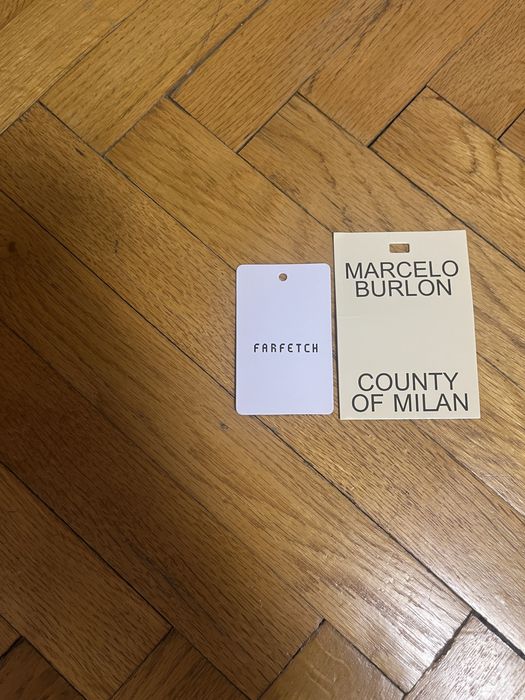 FARFETCH
MARCELO
BURLON
COUNTY
OF MILAN